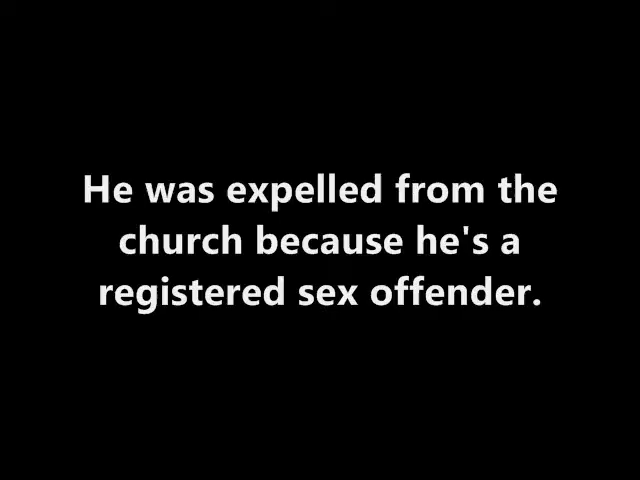 He was expelled from the
church because he's a
registered sex offender.